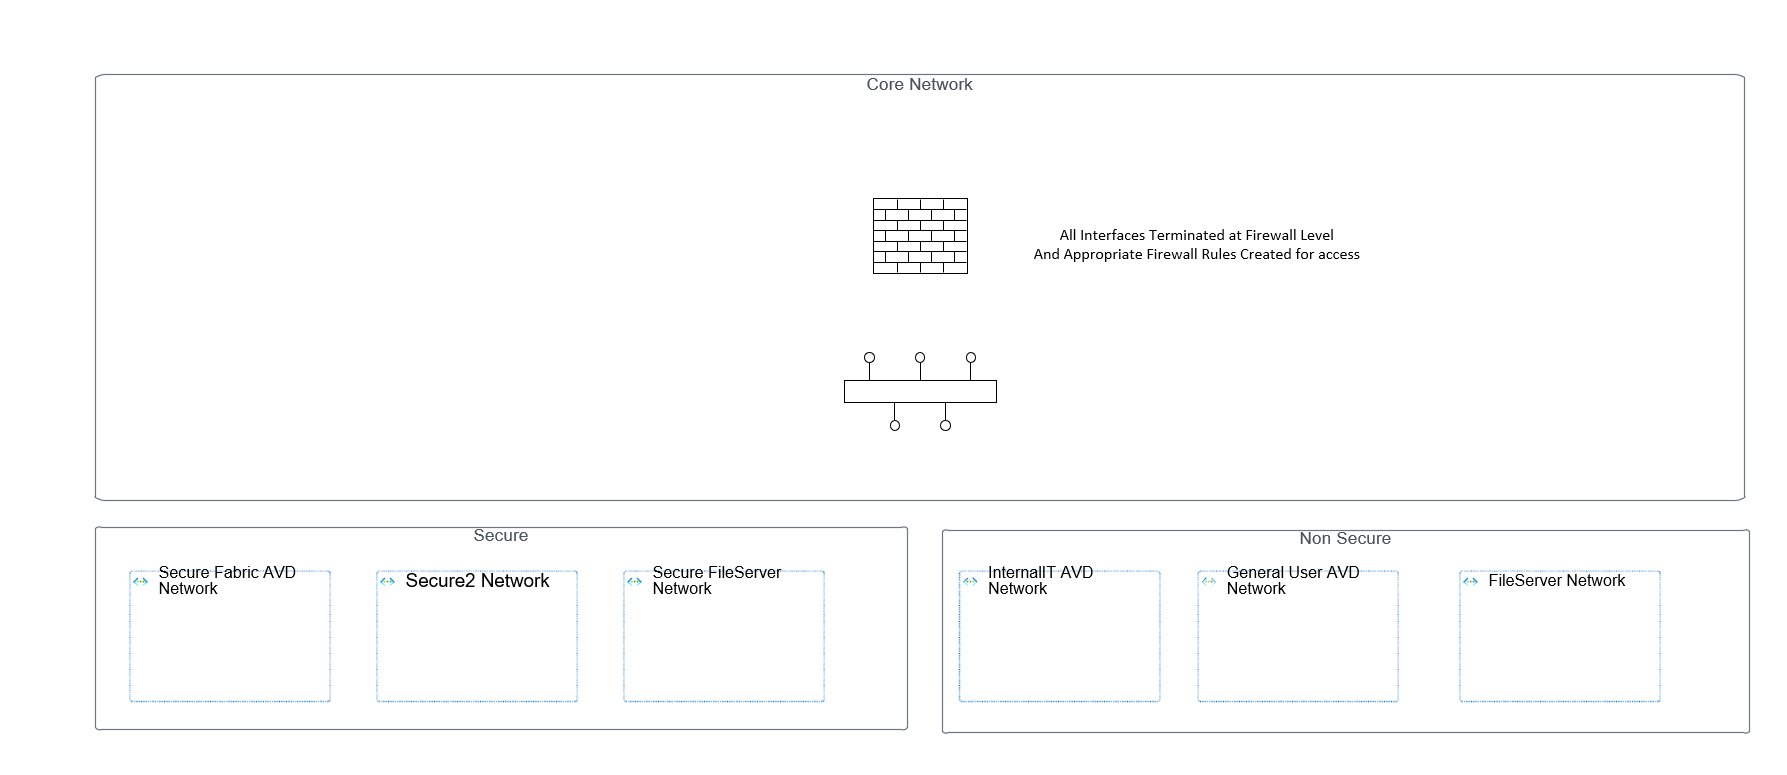 Core Network
All Interfaces Terminated at Firewall Level
And Appropriate Firewall Rules Created for access
Secure
Secure Fabric AVD
Network
Secure2 Network
Secure FileServer
Network
Non Secure
InternalIT AVD
Network
General User AVD
Network
FileServer Network